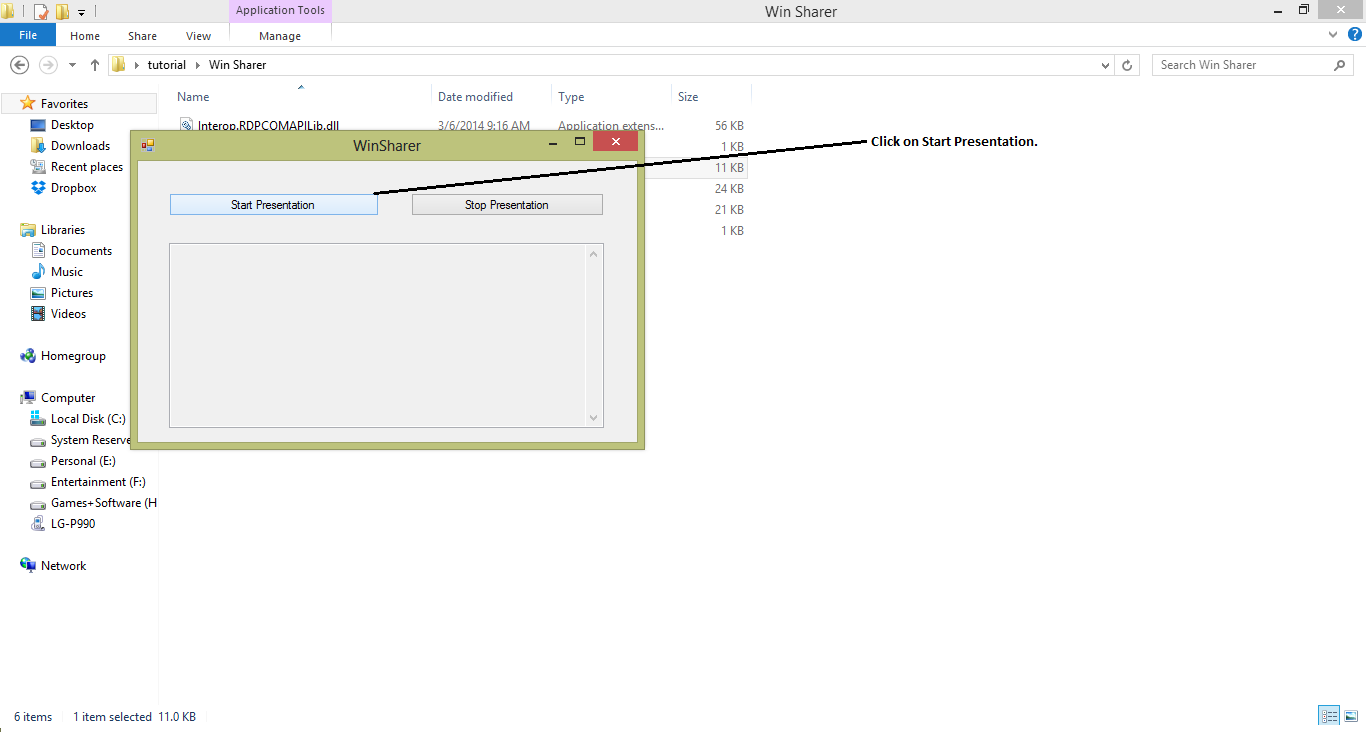 Application Tools
Win Sharer
File Home Share View Manage
tutorial Win Sharer
Search Win Sharer
Name Date modified Type Size
Favorites
Desktop
Downloads
Recent places
Dropbox
Libraries
Documents
Music
Pictures
Videos
Homegroup
Computer
Local Disk (C:)
System Reserve
Personal (E:)
Entertainment (F:)
Games+Software (H
LG-P990
Network
Interop.RDPCOMAPILib.dll 3/6/2014 9:16 AM Application extens... 56 KB
1 KB
11 KB
24 KB
21 KB
1 KB
WinSharer
Start Presentation Stop Presentation
Click on Start Presentation.
6 items 1 item selected 11.0 KB